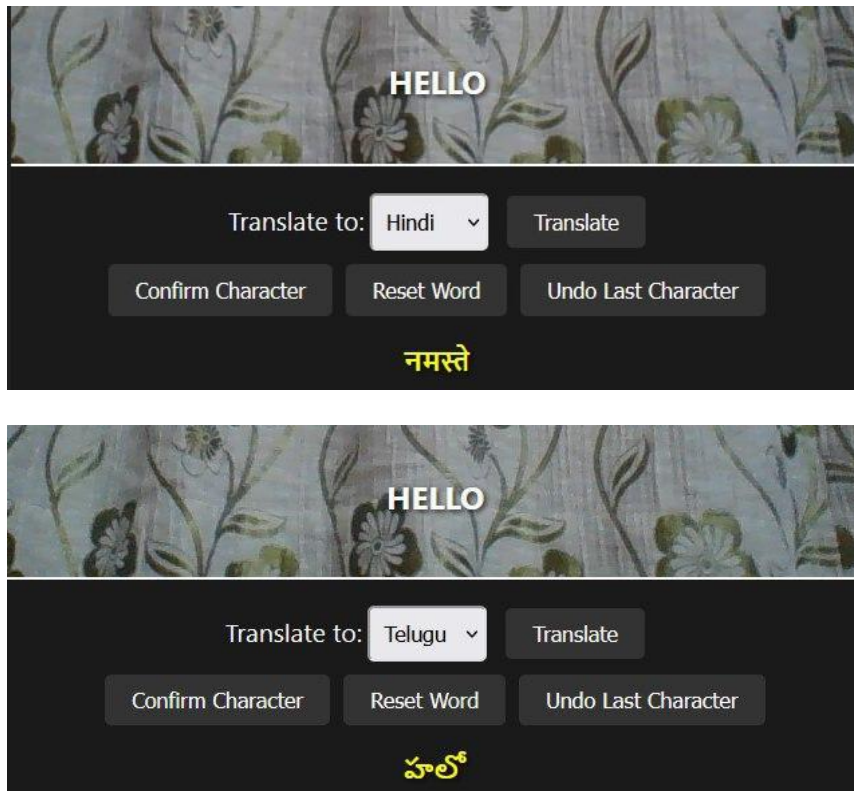 HELLO
Translate to: Hindi Translate
Confirm Character Reset Word Undo Last Character
नमस्ते
HELLO
Translate to: Telugu Translate
Confirm Character Reset Word Undo Last Character
హలో